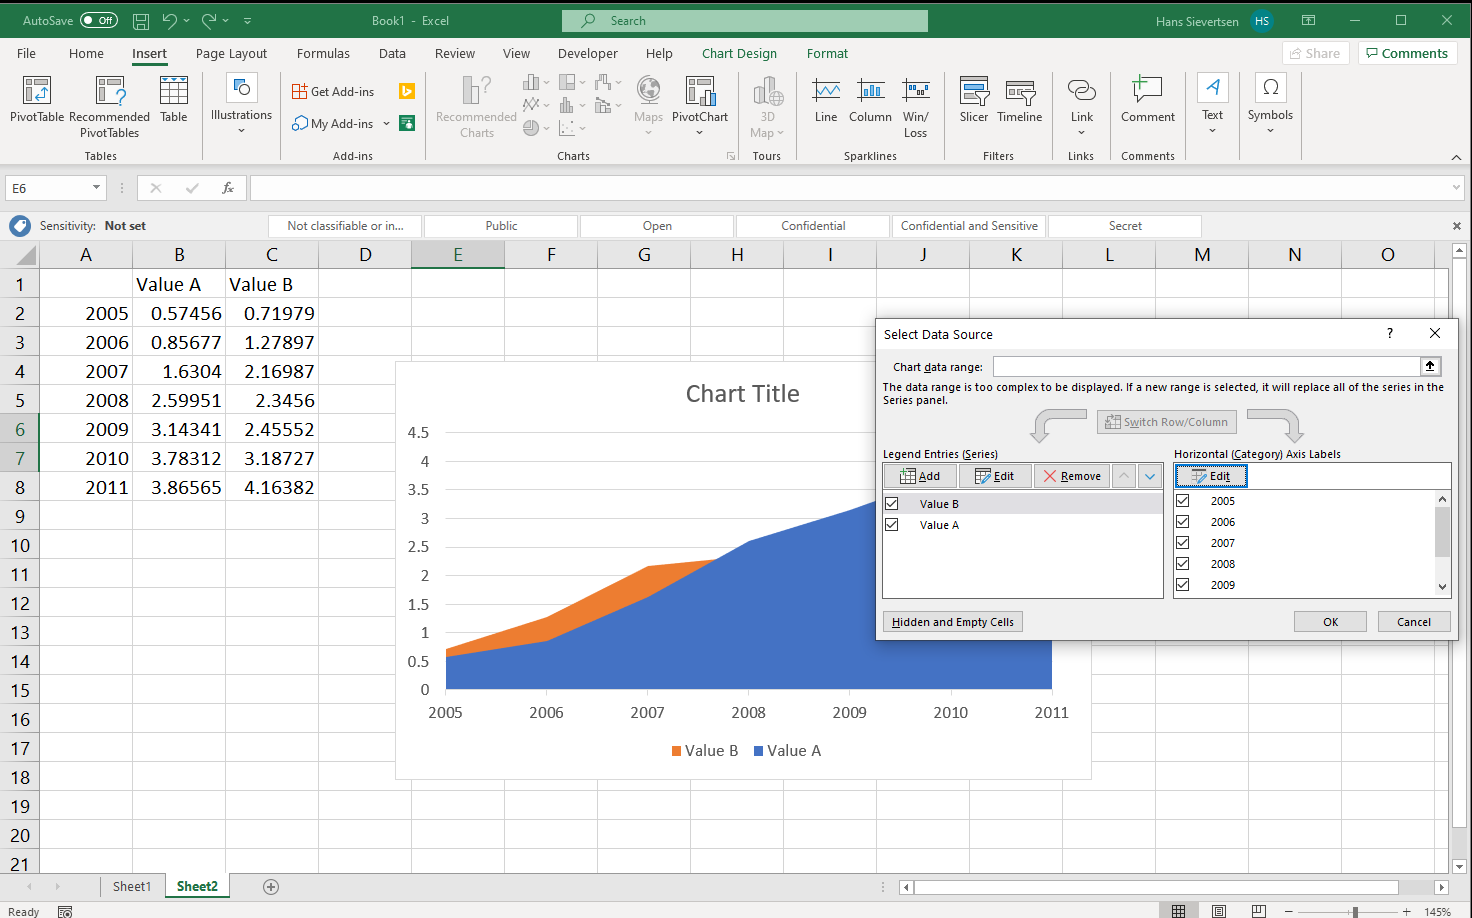 AutoSave Off Book1 - Excel Search Hans Sievertsen HS
File Home Insert Page Layout Formulas Data Review View Developer Help Chart Design Format Share Comments
PivotTable Recommended PivotTables Table Illustrations Get Add-ins My Add-ins Recommended Charts Maps PivotChart 3D Map Line Column Win/Loss Slicer Timeline Link Comment Text Symbols
Tables Add-ins Charts Tours Sparklines Filters Links Comments
E6 fx
Sensitivity: Not set Not classifiable or in... Public Open Confidential Confidential and Sensitive Secret
A B C D E F G H I J K L M N O
1 Value A Value B
2 2005 0.57456 0.71979
3 2006 0.85677 1.27897
4 2007 1.6304 2.16987
5 2008 2.59951 2.3456
6 2009 3.14341 2.45552
7 2010 3.78312 3.18727
8 2011 3.86565 4.16382
9
10
11
12
13
14
15
16
17
18
19
20
21
Chart Title
4.5
4
3.5
3
2.5
2
1.5
1
0.5
0
2005 2006 2007 2008 2009 2010 2011
Value B Value A
Select Data Source ?
Chart data range:
The data range is too complex to be displayed. If a new range is selected, it will replace all of the series in the
Series panel.
Switch Row/Column
Legend Entries (Series) Horizontal (Category) Axis Labels
Add Edit Remove Edit
Value B 2005
Value A 2006
2007
2008
2009
Hidden and Empty Cells OK Cancel
Sheet1 Sheet2
Ready 145%